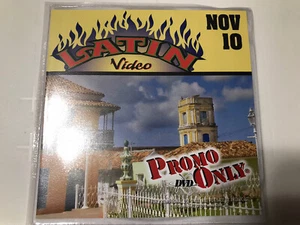 LATIN
Video
NOV
10
PROMO
DVD ONLY